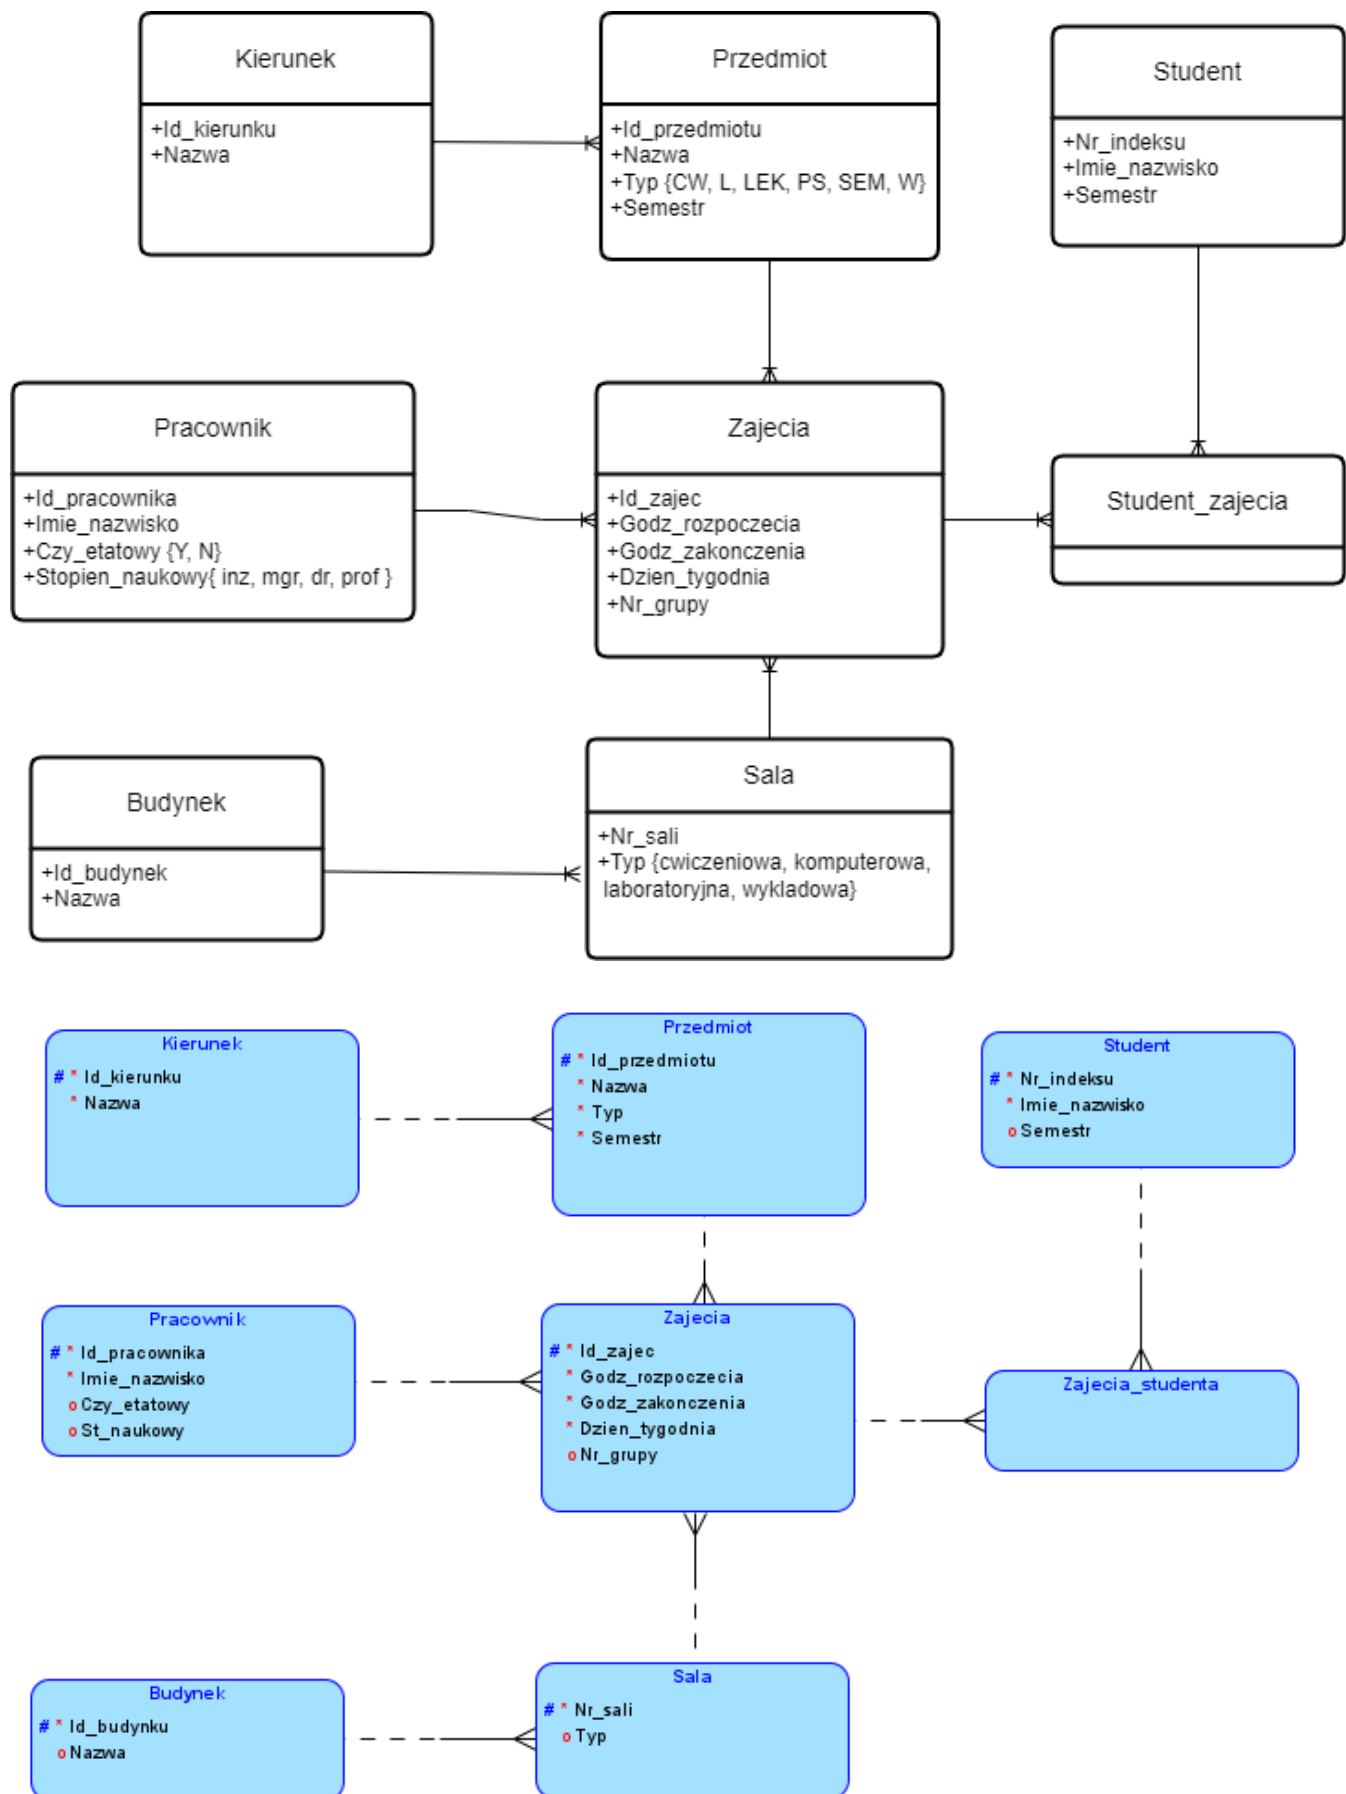 Kierunek
+Id_kierunku
+Nazwa
Przedmiot
+Id_przedmiotu
+Nazwa
+Typ {CW, L, LEK, PS, SEM, W}
+Semestr
Student
+Nr_indeksu
+Imie_nazwisko
+Semestr
Pracownik
+Id_pracownika
+Imie_nazwisko
+Czy_etatowy {Y, N}
+Stopien_naukowy{ inz, mgr, dr, prof }
Zajecia
+Id_zajec
+Godz_rozpoczecia
+Godz_zakonczenia
+Dzien_tygodnia
+Nr_grupy
Student_zajecia
Budynek
+Id_budynek
+Nazwa
Sala
+Nr_sali
+Typ {cwiczeniowa, komputerowa,
laboratoryjna, wykladowa}
Kierunek
# * Id_kierunku
* Nazwa
Przedmiot
# * Id_przedmiotu
* Nazwa
* Typ
* Semestr
Student
# * Nr_indeksu
* Imie_nazwisko
o Semestr
Pracownik
# * Id_pracownika
* Imie_nazwisko
o Czy_etatowy
o St_naukowy
Zajecia
# * Id_zajec
* Godz_rozpoczecia
* Godz_zakonczenia
* Dzien_tygodnia
o Nr_grupy
Zajecia_studenta
Budynek
# * Id_budynku
o Nazwa
Sala
# * Nr_sali
o Typ